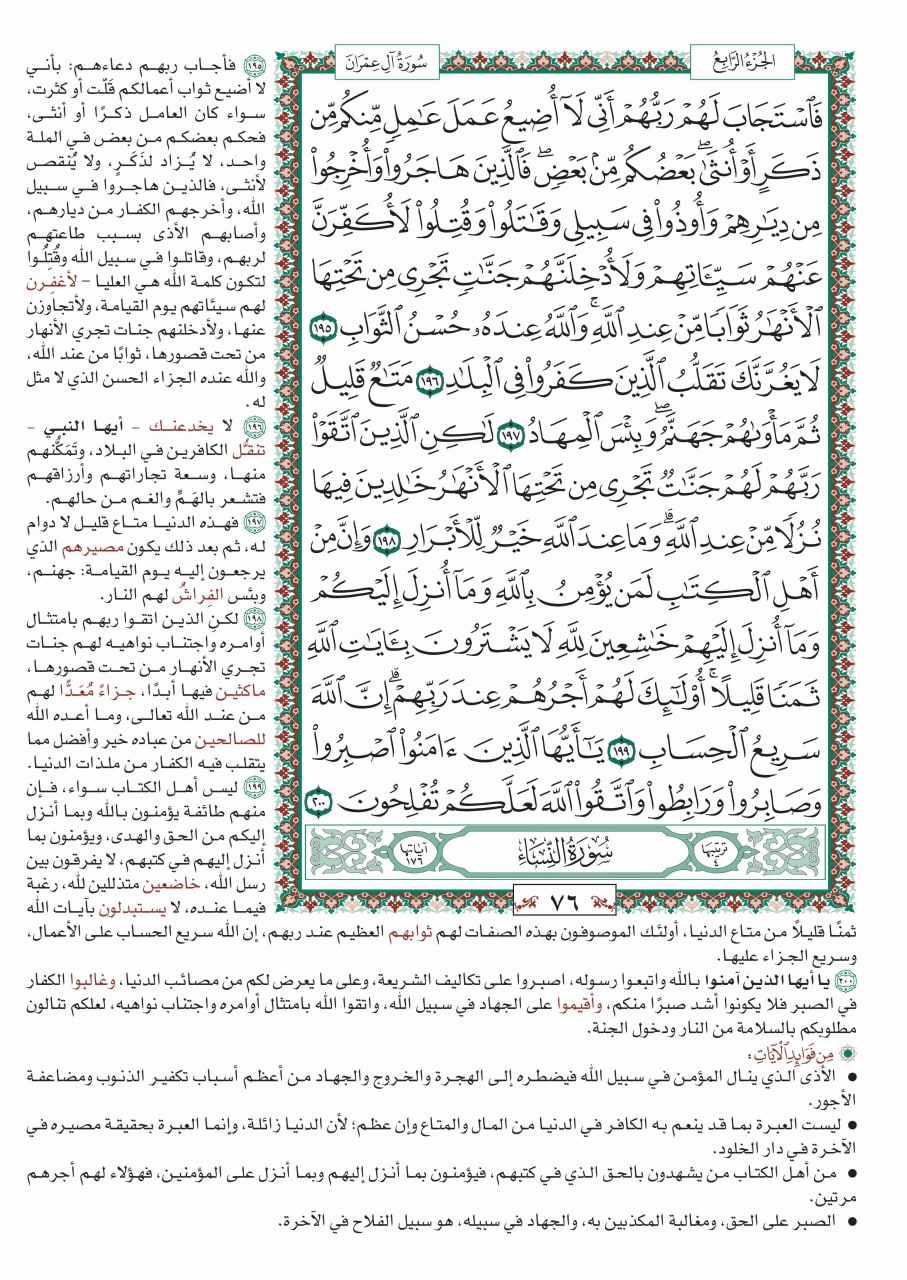 الجُزْءُ الرَّابِعُ
سُورَةُ آلِ عِمْرَانَ
فَٱسْتَجَابَ لَهُمْ رَبُّهُمْ أَنِّي لَآ أُضِيعُ عَمَلَ عَٰمِلٖ مِّنكُم مِّن
ذَكَرٍ أَوْ أُنثَىٰۖ بَعْضُكُم مِّنۢ بَعْضٖۖ فَٱلَّذِينَ هَاجَرُواْ وَأُخْرِجُواْ
مِن دِيَٰرِهِمْ وَأُوذُواْ فِي سَبِيلِي وَقَٰتَلُواْ وَقُتِلُواْ لَأُكَفِّرَنَّ
عَنْهُمْ سَيِّـَٔاتِهِمْ وَلَأُدْخِلَنَّهُمْ جَنَّٰتٖ تَجْرِي مِن تَحْتِهَا
ٱلْأَنْهَٰرُ ثَوَابٗا مِّنْ عِندِ ٱللَّهِۚ وَٱللَّهُ عِندَهُۥ حُسْنُ ٱلثَّوَابِ ١٩٥
لَا يَغُرَّنَّكَ تَقَلُّبُ ٱلَّذِينَ كَفَرُواْ فِي ٱلْبِلَٰدِ ١٩٦ مَتَٰعٞ قَلِيلٞ
ثُمَّ مَأْوَىٰهُمْ جَهَنَّمُۖ وَبِئْسَ ٱلْمِهَادُ ١٩٧ لَٰكِنِ ٱلَّذِينَ ٱتَّقَوْاْ
رَبَّهُمْ لَهُمْ جَنَّٰتٞ تَجْرِي مِن تَحْتِهَا ٱلْأَنْهَٰرُ خَٰلِدِينَ فِيهَا
نُزُلٗا مِّنْ عِندِ ٱللَّهِۗ وَمَا عِندَ ٱللَّهِ خَيْرٞ لِّلْأَبْرَارِ ١٩٨ وَإِنَّ مِنْ
أَهْلِ ٱلْكِتَٰبِ لَمَن يُؤْمِنُ بِٱللَّهِ وَمَآ أُنزِلَ إِلَيْكُمْ
وَمَآ أُنزِلَ إِلَيْهِمْ خَٰشِعِينَ لِلَّهِ لَا يَشْتَرُونَ بِـَٔايَٰتِ ٱللَّهِ
ثَمَنٗا قَلِيلًاۚ أُوْلَٰٓئِكَ لَهُمْ أَجْرُهُمْ عِندَ رَبِّهِمْۗ إِنَّ ٱللَّهَ
سَرِيعُ ٱلْحِسَابِ ١٩٩ يَٰٓأَيُّهَا ٱلَّذِينَ ءَامَنُواْ ٱصْبِرُواْ
وَصَابِرُواْ وَرَابِطُواْ وَٱتَّقُواْ ٱللَّهَ لَعَلَّكُمْ تُفْلِحُونَ ٢٠٠
ترتيبها ٤
سُورَةُ النِّسَاءِ
آياتها ١٧٦
٧٦
١٩٥ فأجاب ربهم دعاءهم: بأني
لا أضيع ثواب أعمالكم قَلّت أو كثرت،
سواء كان العامل ذكرًا أو أنثى،
فحكم بعضكم من بعض في الملة
واحد، لا يُزاد لذَكَرٍ، ولا يُنقص
لأنثى، فالذين هاجروا في سبيل
الله، وأخرجهم الكفار من ديارهم،
وأصابهم الأذى بسبب طاعتهم
لربهم، وقاتلوا في سبيل الله وقُتِلُوا
لتكون كلمة الله هي العليا - لأغفِرن
لهم سيئاتهم يوم القيامة، ولأتجاوزن
عنها، ولأدخلنهم جنات تجري الأنهار
من تحت قصورها، ثوابًا من عند الله،
والله عنده الجزاء الحسن الذي لا مثل
له.
١٩٦ لا يخدعنك - أيها النبي -
تنقُّل الكافرين في البلاد، وتَمَكُّنهم
منها، وسعة تجاراتهم وأرزاقهم
فتشعر بالهَمِّ والغم من حالهم.
١٩٧ فهذه الدنيا متاع قليل لا دوام
له، ثم بعد ذلك يكون مصيرهم الذي
يرجعون إليه يوم القيامة: جهنم،
وبئس الفِراشُ لهم النار.
١٩٨ لكنِ الذين اتقوا ربهم بامتثال
أوامره واجتناب نواهيه لهم جنات
تجري الأنهار من تحت قصورها،
ماكثين فيها أبدًا، جزاءً مُعَدًّا لهم
من عند الله تعالى، وما أعده الله
للصالحين من عباده خير وأفضل مما
يتقلب فيه الكفار من ملذات الدنيا.
١٩٩ ليس أهل الكتاب سواء، فإن
منهم طائفة يؤمنون بالله وبما أنزل
إليكم من الحق والهدى، ويؤمنون بما
أنزل إليهم في كتبهم، لا يفرقون بين
رسل الله، خاضعين متذللين لله، رغبة
فيما عنده، لا يستبدلون بآيات الله
ثمنًا قليلًا من متاع الدنيا، أولئك الموصوفون بهذه الصفات لهم ثوابهم العظيم عند ربهم، إن الله سريع الحساب على الأعمال،
وسريع الجزاء عليها.
٢٠٠ يا أيها الذين آمنوا بالله واتبعوا رسوله، اصبروا على تكاليف الشريعة، وعلى ما يعرض لكم من مصائب الدنيا، وغالبوا الكفار
في الصبر فلا يكونوا أشد صبرًا منكم، وأقيموا على الجهاد في سبيل الله، واتقوا الله بامتثال أوامره واجتناب نواهيه، لعلكم تنالون
مطلوبكم بالسلامة من النار ودخول الجنة.
مِن فَوَائِدِ الآيَاتِ:
● الأذى الذي ينال المؤمن في سبيل الله فيضطره إلى الهجرة والخروج والجهاد من أعظم أسباب تكفير الذنوب ومضاعفة
الأجور.
● ليست العبرة بما قد ينعم به الكافر في الدنيا من المال والمتاع وإن عظم؛ لأن الدنيا زائلة، وإنما العبرة بحقيقة مصيره في
الآخرة في دار الخلود.
● من أهل الكتاب من يشهدون بالحق الذي في كتبهم، فيؤمنون بما أنزل إليهم وبما أنزل على المؤمنين، فهؤلاء لهم أجرهم
مرتين.
● الصبر على الحق، ومغالبة المكذبين به، والجهاد في سبيله، هو سبيل الفلاح في الآخرة.